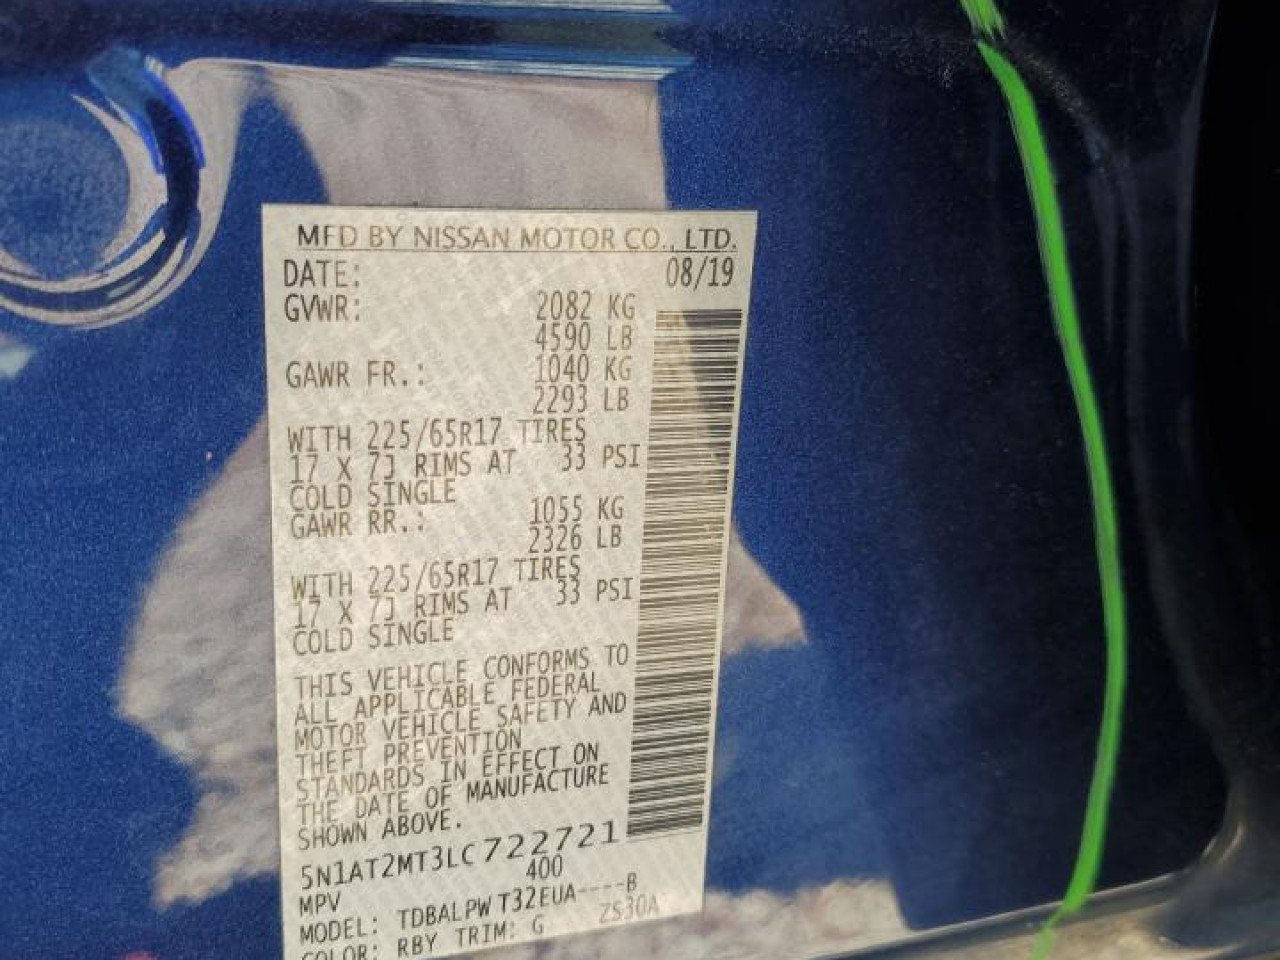 MFD BY NISSAN MOTOR CO., LTD.
DATE: 08/19
GVWR: 2082 KG
4590 LB
GAWR FR.: 1040 KG
2293 LB
WITH 225/65R17 TIRES
17 X 7J RIMS AT 33 PSI
COLD SINGLE
GAWR RR.: 1055 KG
2326 LB
WITH 225/65R17 TIRES
17 X 7J RIMS AT 33 PSI
COLD SINGLE
THIS VEHICLE CONFORMS TO
ALL APPLICABLE FEDERAL
MOTOR VEHICLE SAFETY AND
THEFT PREVENTION
STANDARDS IN EFFECT ON
THE DATE OF MANUFACTURE
SHOWN ABOVE.
5N1AT2MT3LC722721
MPV 400
MODEL: TDBALPW T32EUA----B
COLOR: RBY TRIM: G ZS30A